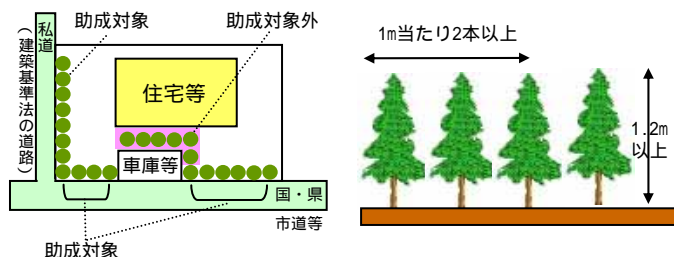 助成対象
助成対象外
私道
（建築基準法の道路）
住宅等
車庫等
国・県
市道等
助成対象
1m当たり2本以上
1.2m
以上